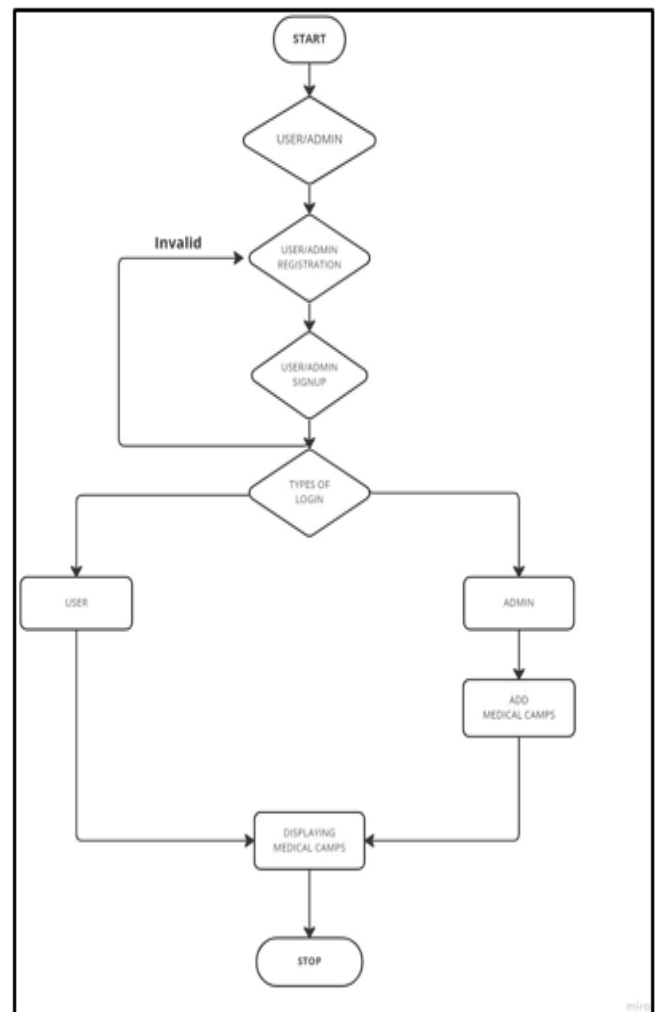 START
USER/ADMIN
Invalid
USER/ADMIN
REGISTRATION
USER/ADMIN
SIGNUP
TYPES OF
LOGIN
USER
ADMIN
ADD
MEDICAL CAMPS
DISPLAYING
MEDICAL CAMPS
STOP
miro